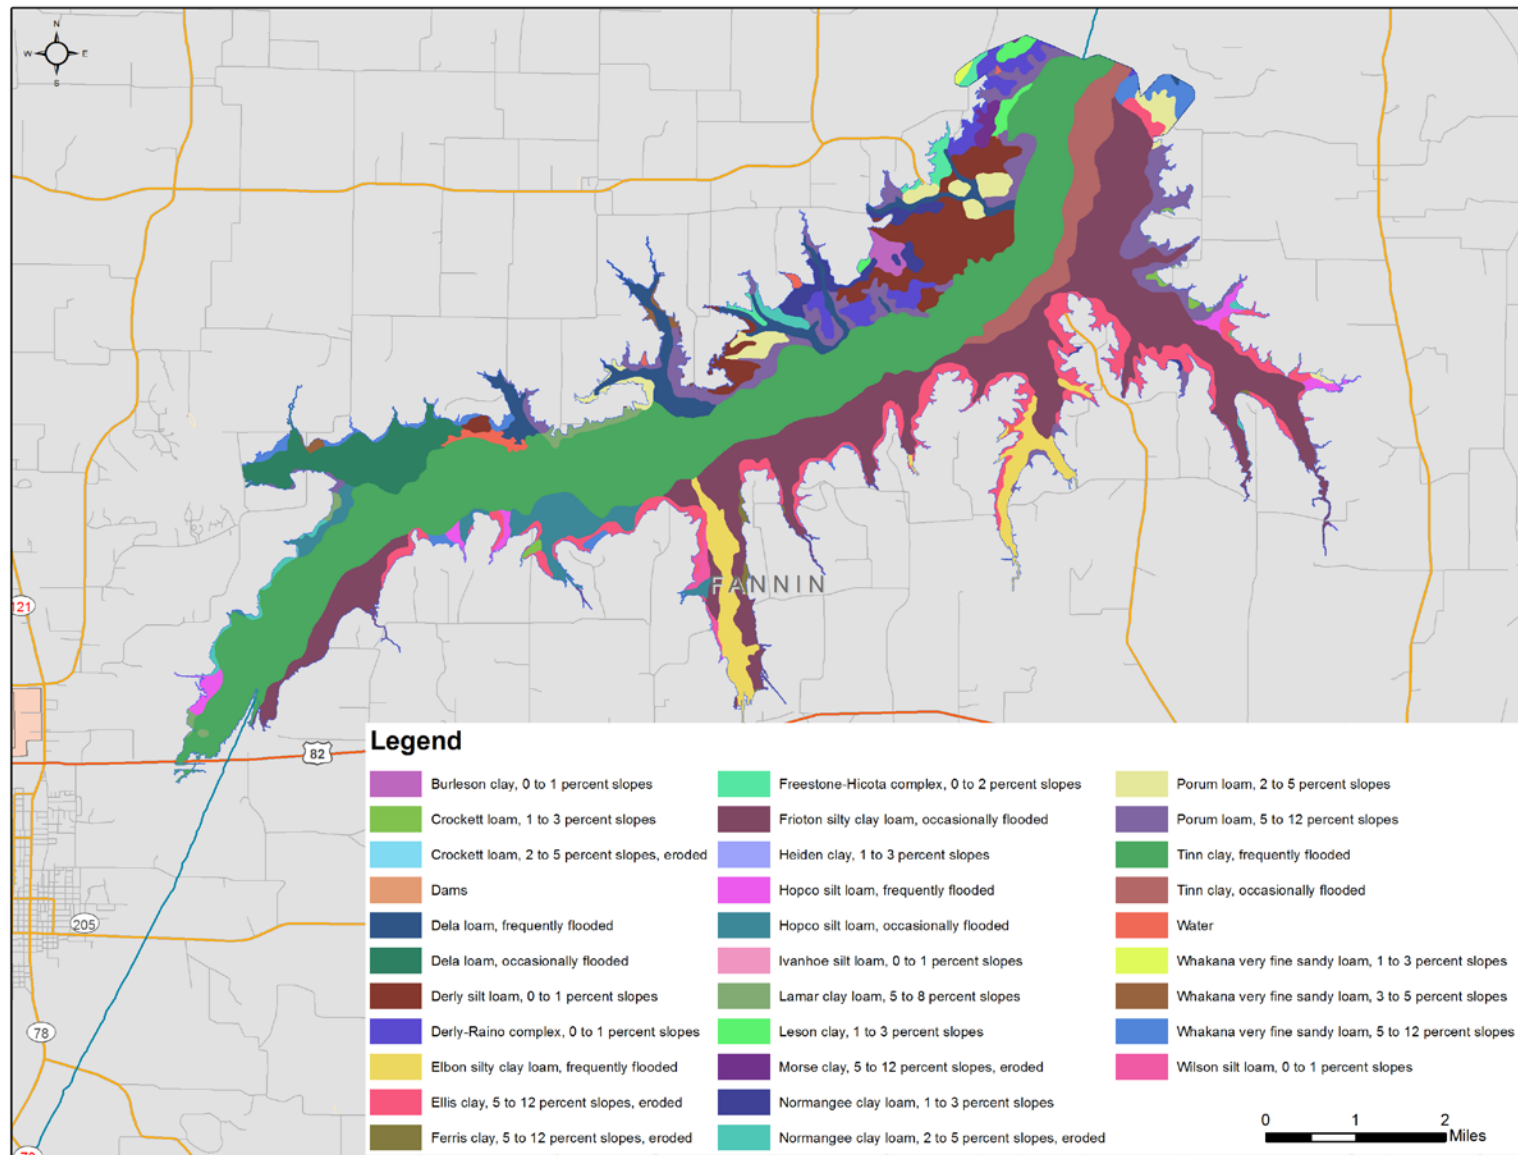 N
W E
S
121
FANNIN
82
205
78
Legend
Burleson clay, 0 to 1 percent slopes
Crockett loam, 1 to 3 percent slopes
Crockett loam, 2 to 5 percent slopes, eroded
Dams
Dela loam, frequently flooded
Dela loam, occasionally flooded
Derly silt loam, 0 to 1 percent slopes
Derly-Raino complex, 0 to 1 percent slopes
Elbon silty clay loam, frequently flooded
Ellis clay, 5 to 12 percent slopes, eroded
Ferris clay, 5 to 12 percent slopes, eroded
Freestone-Hicota complex, 0 to 2 percent slopes
Frioton silty clay loam, occasionally flooded
Heiden clay, 1 to 3 percent slopes
Hopco silt loam, frequently flooded
Hopco silt loam, occasionally flooded
Ivanhoe silt loam, 0 to 1 percent slopes
Lamar clay loam, 5 to 8 percent slopes
Leson clay, 1 to 3 percent slopes
Morse clay, 5 to 12 percent slopes, eroded
Normangee clay loam, 1 to 3 percent slopes
Normangee clay loam, 2 to 5 percent slopes, eroded
Porum loam, 2 to 5 percent slopes
Porum loam, 5 to 12 percent slopes
Tinn clay, frequently flooded
Tinn clay, occasionally flooded
Water
Whakana very fine sandy loam, 1 to 3 percent slopes
Whakana very fine sandy loam, 3 to 5 percent slopes
Whakana very fine sandy loam, 5 to 12 percent slopes
Wilson silt loam, 0 to 1 percent slopes
0 1 2
Miles